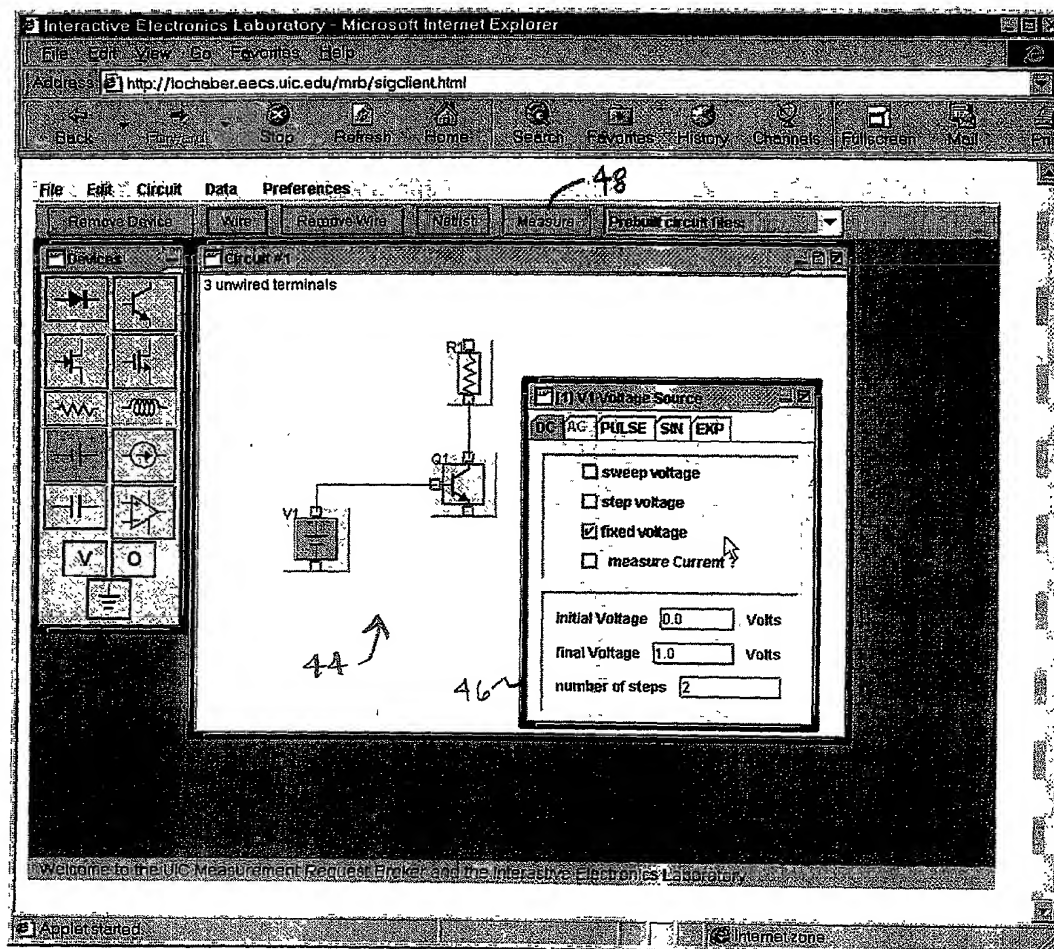 Interactive Electronics Laboratory - Microsoft Internet Explorer
File Edit View Go Favorites Help
Address http://lochaber.eecs.uic.edu/mrb/sigclient.html
Back Forward Stop Refresh Home Search Favorites History Channels Fullscreen Mail
File Edit Circuit Data Preferences
48
Remove Device Wire Remove Wire Netlist Measure Prebuilt circuit files:
Devices
Circuit #1
3 unwired terminals
R1
[1] V1 Voltage Source
DC AC PULSE SIN EXP
sweep voltage
step voltage
fixed voltage
measure Current ?
Q1
V1
V O
initial Voltage 0.0 Volts
final Voltage 1.0 Volts
number of steps 2
44
46
Welcome to the UIC Measurement Request Broker and the Interactive Electronics Laboratory
Applet started
Internet zone